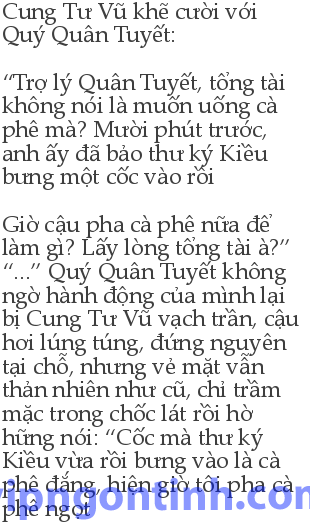 Cung Tư Vũ khẽ cười với
Quý Quân Tuyết:
“Trợ lý Quân Tuyết, tổng tài
không nói là muốn uống cà
phê mà? Mười phút trước,
anh ấy đã bảo thư ký Kiều
bưng một cốc vào rồi
Giờ cậu pha cà phê nữa để
làm gì? Lấy lòng tổng tài à?”
“...” Quý Quân Tuyết không
ngờ hành động của mình lại
bị Cung Tư Vũ vạch trần, cậu
hơi lúng túng, đứng nguyên
tại chỗ, nhưng vẻ mặt vẫn
thản nhiên như cũ, chỉ trầm
mặc trong chốc lát rồi hờ
hững nói: “Cốc mà thư ký
Kiều vừa rồi bưng vào là cà
phê đắng, hiện giờ tôi pha cà
phê ngọt
vipngontinh.com